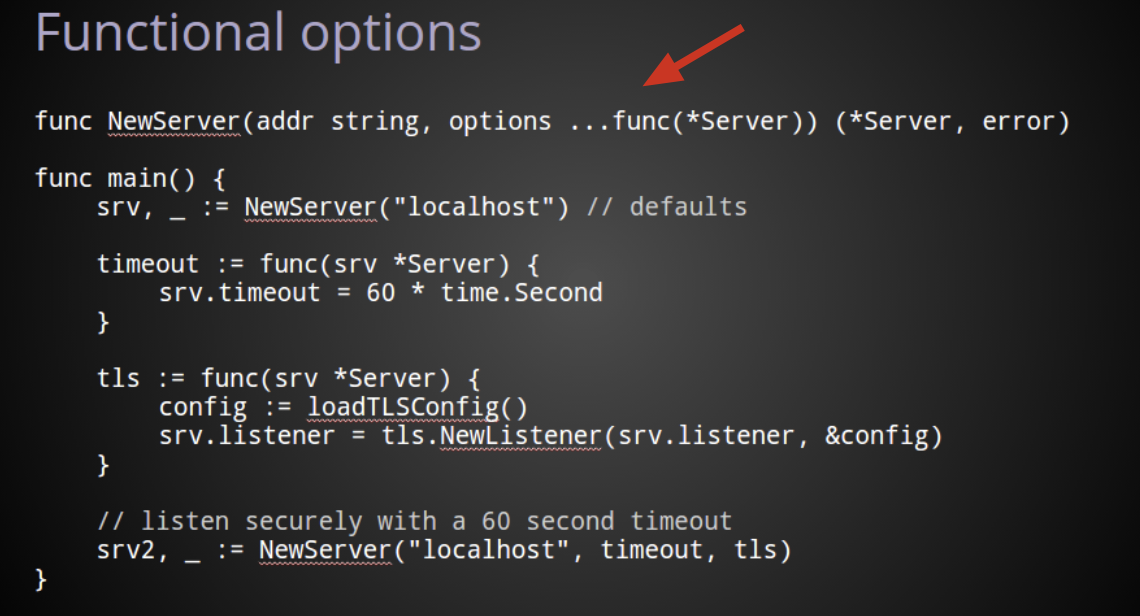 Functional options
func NewServer(addr string, options ...func(*Server)) (*Server, error)
func main() {
srv, _ := NewServer("localhost") // defaults
timeout := func(srv *Server) {
srv.timeout = 60 * time.Second
}
tls := func(srv *Server) {
config := loadTLSConfig()
srv.listener = tls.NewListener(srv.listener, &config)
}
// listen securely with a 60 second timeout
srv2, _ := NewServer("localhost", timeout, tls)
}